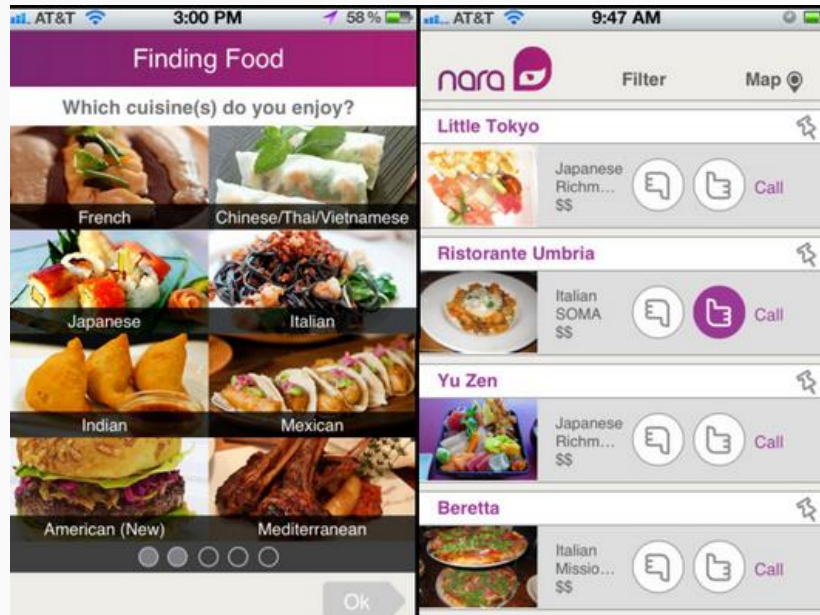 AT&T 3:00 PM 58%
Finding Food
Which cuisine(s) do you enjoy?
French Chinese/Thai/Vietnamese
Japanese Italian
Indian Mexican
American (New) Mediterranean
Ok
AT&T 9:47 AM
nara Filter Map
Little Tokyo
Japanese
Richm...
$$
Call
Ristorante Umbria
Italian
SOMA
$$
Call
Yu Zen
Japanese
Richm...
$$
Call
Beretta
Italian
Missio...
$$
Call